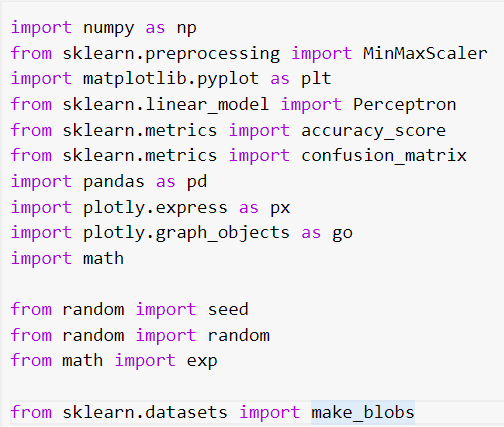 import numpy as np
from sklearn.preprocessing import MinMaxScaler
import matplotlib.pyplot as plt
from sklearn.linear_model import Perceptron
from sklearn.metrics import accuracy_score
from sklearn.metrics import confusion_matrix
import pandas as pd
import plotly.express as px
import plotly.graph_objects as go
import math
from random import seed
from random import random
from math import exp
from sklearn.datasets import make_blobs